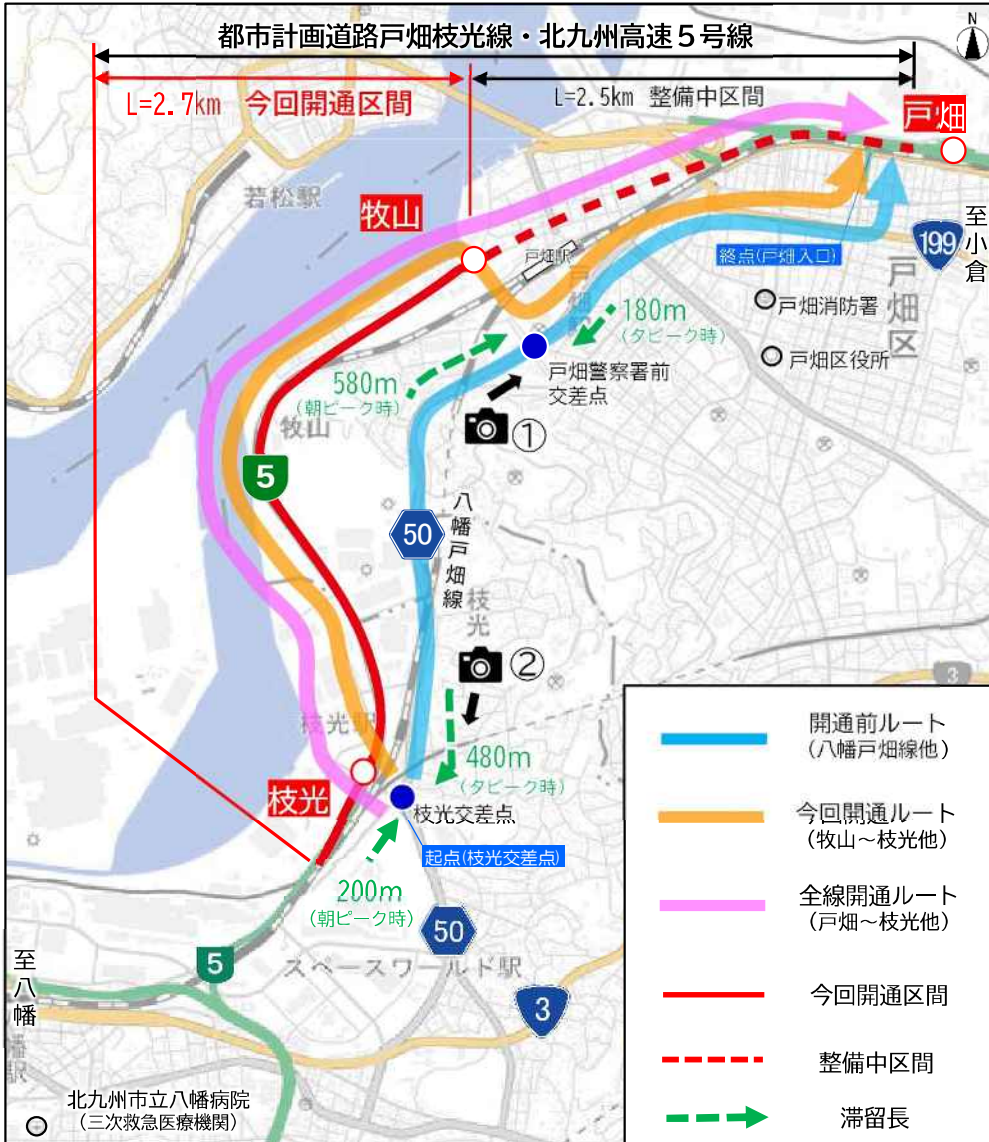 都市計画道路戸畑枝光線・北九州高速5号線
N
L=2.7km 今回開通区間
L=2.5km 整備中区間
戸畑
若松駅
牧山
戸畑駅
至小倉
199
終点(戸畑入口)
戸畑区
戸畑消防署
180m
(夕ピーク時)
戸畑区役所
580m
(朝ピーク時)
戸畑警察署前
交差点
牧山
①
5
50
八幡戸畑線
枝光
②
3
枝光駅
480m
(夕ピーク時)
枝光
枝光交差点
起点(枝光交差点)
200m
(朝ピーク時)
50
5
スペースワールド駅
至八幡
3
八幡駅
北九州市立八幡病院
(三次救急医療機関)
開通前ルート
(八幡戸畑線他)
今回開通ルート
(牧山～枝光他)
全線開通ルート
(戸畑～枝光他)
今回開通区間
整備中区間
滞留長